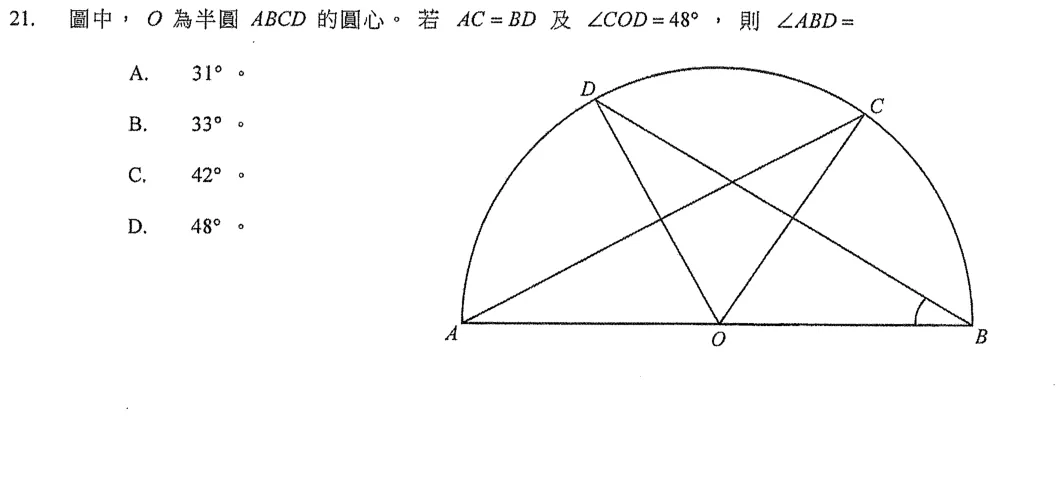 21. 圖中，O 為半圓 ABCD 的圓心。若 AC = BD 及 ∠COD = 48°，則 ∠ABD =
A. 31°。
B. 33°。
C. 42°。
D. 48°。
D
C
A
O
B